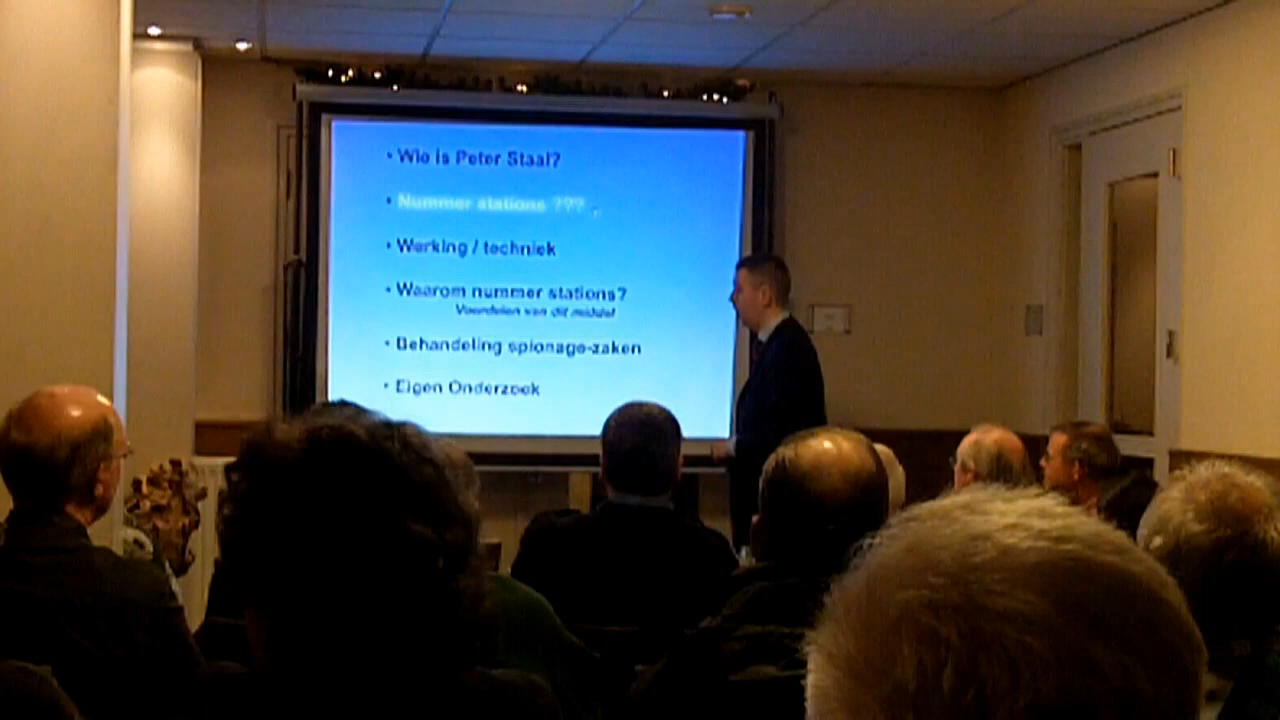 • Wie is Peter Staal?
• Nummer stations ???
• Werking / techniek
• Waarom nummer stations?
Voordelen van dit middel
• Behandeling spionage-zaken
• Eigen Onderzoek